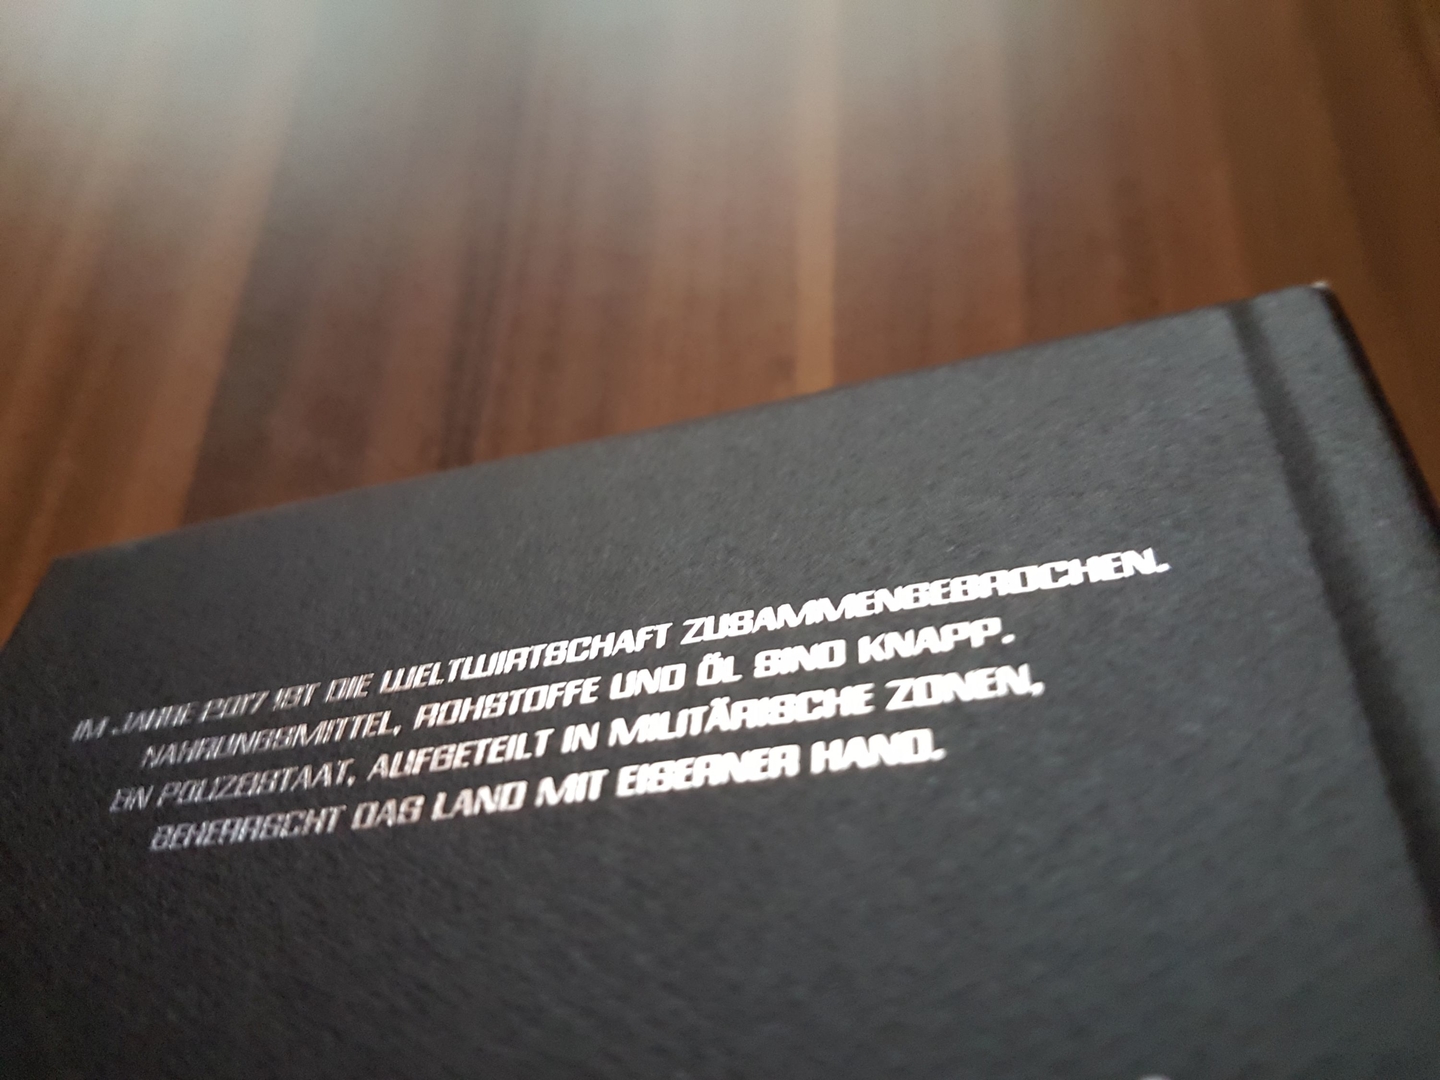 IM JAHRE 2017 IST DIE WELTWIRTSCHAFT ZUSAMMENGEBROCHEN.
NAHRUNGSMITTEL, ROHSTOFFE UND ÖL SIND KNAPP.
EIN POLIZEISTAAT, AUFGETEILT IN MILITÄRISCHE ZONEN,
BEHERRSCHT DAS LAND MIT EISERNER HAND.